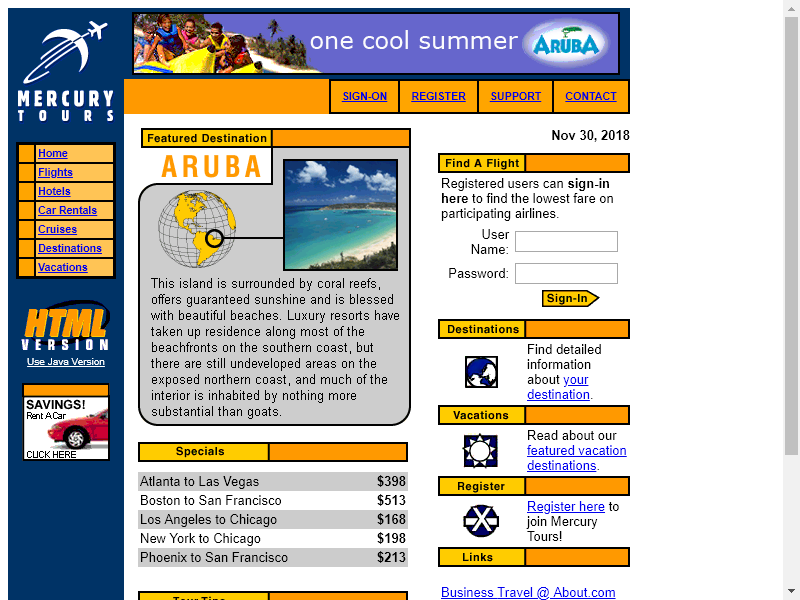 one cool summer ARUBA
MERCURY
TOURS
SIGN-ON REGISTER SUPPORT CONTACT
Home
Flights
Hotels
Car Rentals
Cruises
Destinations
Vacations
HTML
VERSION
Use Java Version
SAVINGS!
Rent A Car
CLICK HERE
Featured Destination
ARUBA
This island is surrounded by coral reefs,
offers guaranteed sunshine and is blessed
with beautiful beaches. Luxury resorts have
taken up residence along most of the
beachfronts on the southern coast, but
there are still undeveloped areas on the
exposed northern coast, and much of the
interior is inhabited by nothing more
substantial than goats.
Specials
Atlanta to Las Vegas $398
Boston to San Francisco $513
Los Angeles to Chicago $168
New York to Chicago $198
Phoenix to San Francisco $213
Tour Tips
Nov 30, 2018
Find A Flight
Registered users can sign-in
here to find the lowest fare on
participating airlines.
User
Name:
Password:
Sign-In
Destinations
Find detailed
information
about your
destination.
Vacations
Read about our
featured vacation
destinations.
Register
Register here to
join Mercury
Tours!
Links
Business Travel @ About.com